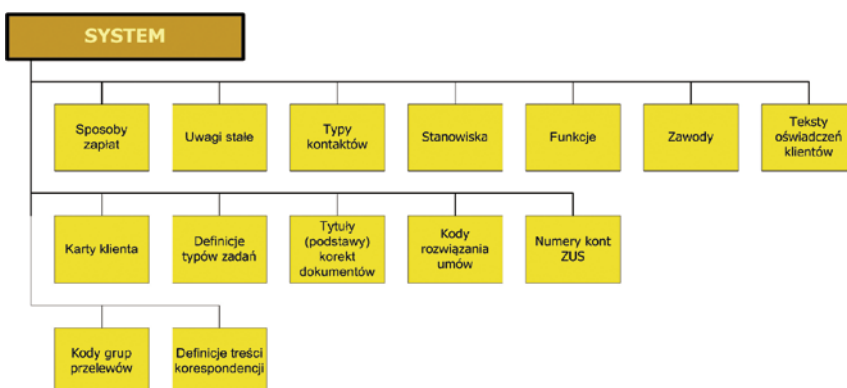 SYSTEM
Sposoby
zapłat
Uwagi stałe
Typy
kontaktów
Stanowiska
Funkcje
Zawody
Teksty
oświadczeń
klientów
Karty klienta
Definicje
typów zadań
Tytuły
(podstawy)
korekt
dokumentów
Kody
rozwiązania
umów
Numery kont
ZUS
Kody grup
przelewów
Definicje treści
korespondencji